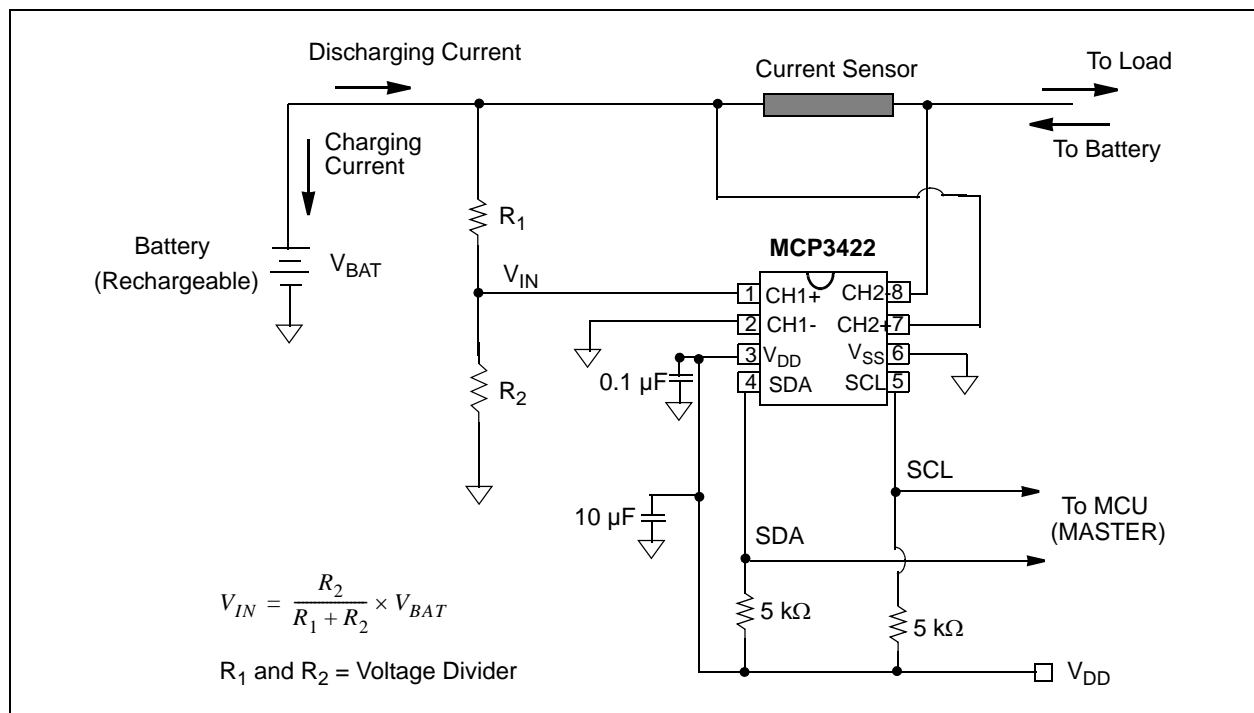 Discharging Current
Current Sensor
To Load
Charging
Current
To Battery
R1
MCP3422
Battery
(Rechargeable)
VBAT
VIN
1 CH1+ CH2- 8
2 CH1- CH2+ 7
3 VDD VSS 6
4 SDA SCL 5
0.1 µF
R2
SCL
10 µF
To MCU
(MASTER)
SDA
VIN = R2 / R1 + R2 × VBAT
5 kΩ
5 kΩ
R1 and R2 = Voltage Divider
VDD